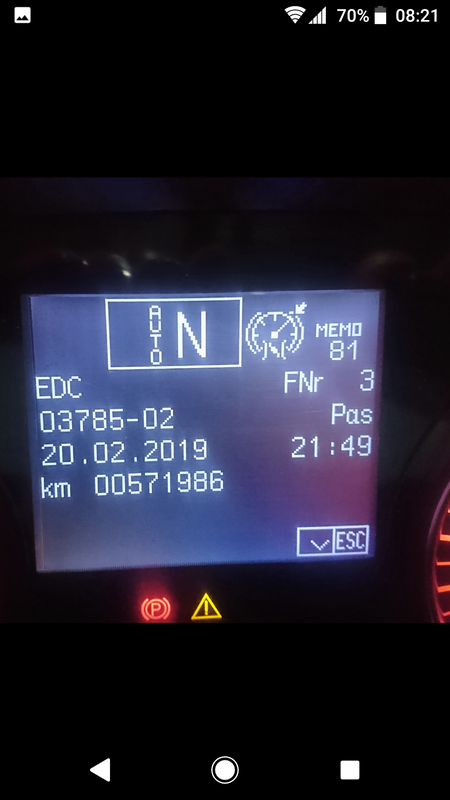 70% 08:21
AUTO N
MEMO
81
EDC FNr 3
03785-02 Pas
20.02.2019 21:49
km 00571986
ESC
P